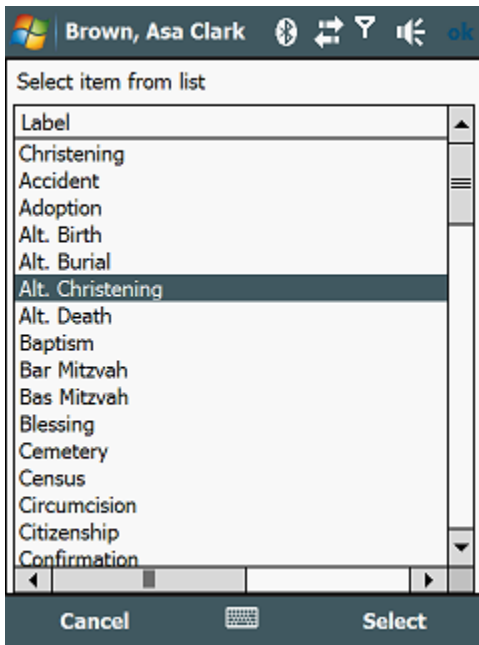 Brown, Asa Clark ok
Select item from list
Label
Christening
Accident
Adoption
Alt. Birth
Alt. Burial
Alt. Christening
Alt. Death
Baptism
Bar Mitzvah
Bas Mitzvah
Blessing
Cemetery
Census
Circumcision
Citizenship
Confirmation
Cancel Select